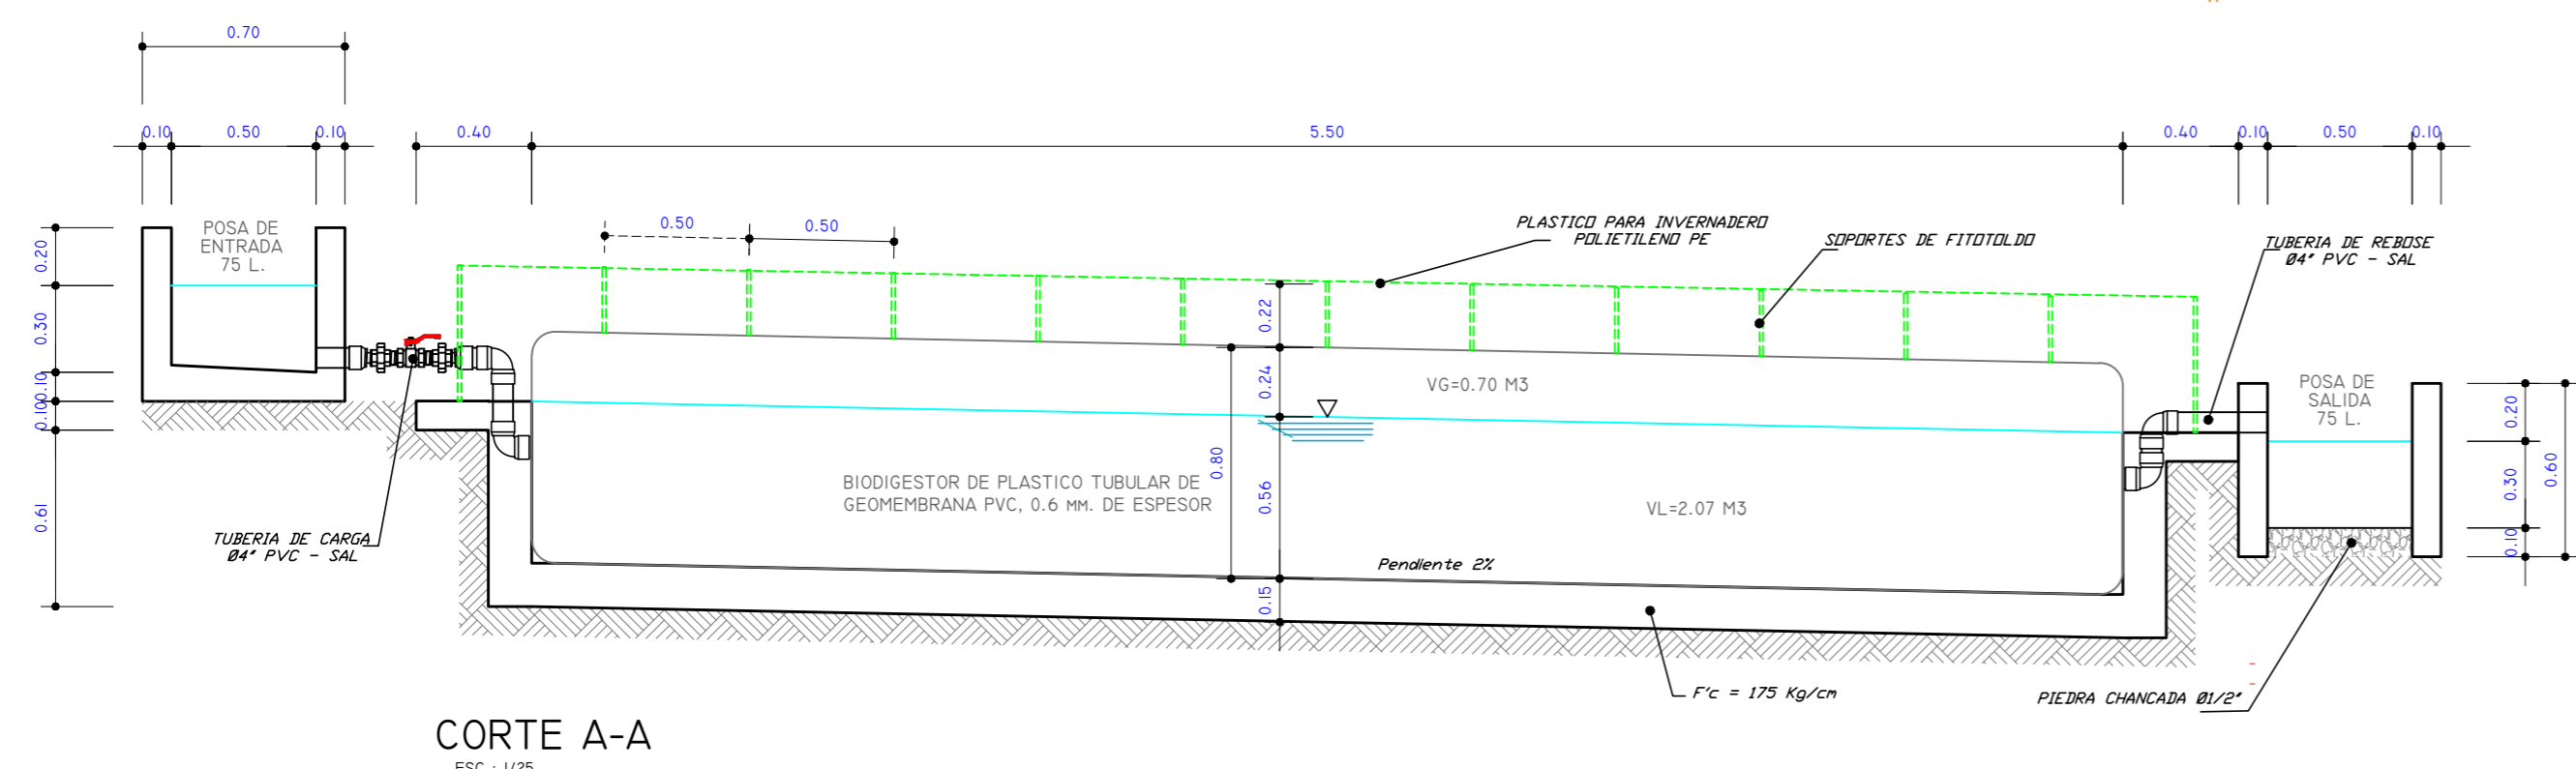 0.70
0.10 0.50 0.10 0.40 5.50 0.40 0.10 0.50 0.10
POSA DE
ENTRADA
75 L.
0.20
0.30
0.10
0.10
0.61
0.50 0.50
PLASTICO PARA INVERNADERO
POLIETILENO PE
SOPORTES DE FITOTOLDO
TUBERIA DE REBOSE
Ø4" PVC - SAL
0.22
0.24
0.80
0.56
0.15
VG=0.70 M3
POSA DE
SALIDA
75 L.
0.20
0.30
0.10
0.60
BIODIGESTOR DE PLASTICO TUBULAR DE
GEOMEMBRANA PVC, 0.6 MM. DE ESPESOR
VL=2.07 M3
TUBERIA DE CARGA
Ø4" PVC - SAL
Pendiente 2%
F'c = 175 Kg/cm
PIEDRA CHANCADA Ø1/2"
CORTE A-A
ESC : 1/25